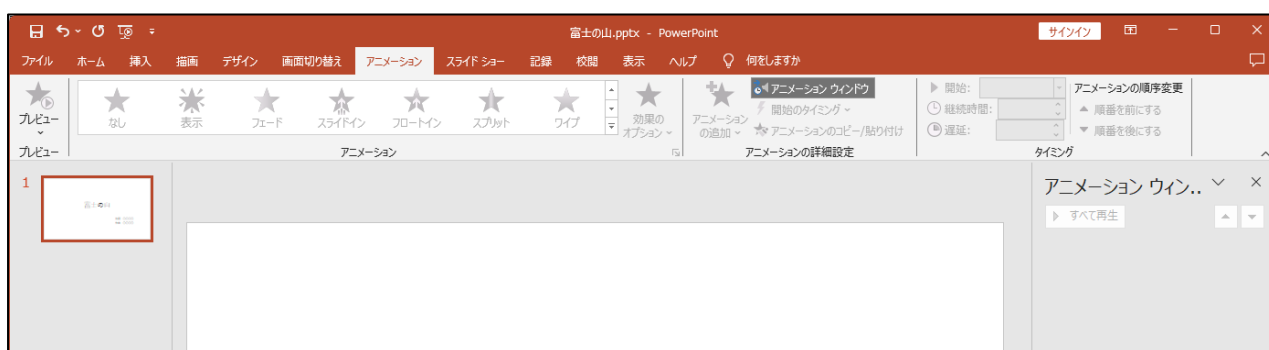 富士の山.pptx - PowerPoint
サインイン
ファイル ホーム 挿入 描画 デザイン 画面切り替え アニメーション スライド ショー 記録 校閲 表示 ヘルプ 何をしますか
プレビュー
なし
表示
フェード
スライドイン
フロートイン
スプリット
ワイプ
効果の
オプション
アニメーション
の追加
アニメーション ウィンドウ
開始のタイミング
アニメーションのコピー/貼り付け
開始:
継続時間:
遅延:
アニメーションの順序変更
順番を前にする
順番を後にする
プレビュー
アニメーション
アニメーションの詳細設定
タイミング
1
アニメーション ウィン..
すべて再生